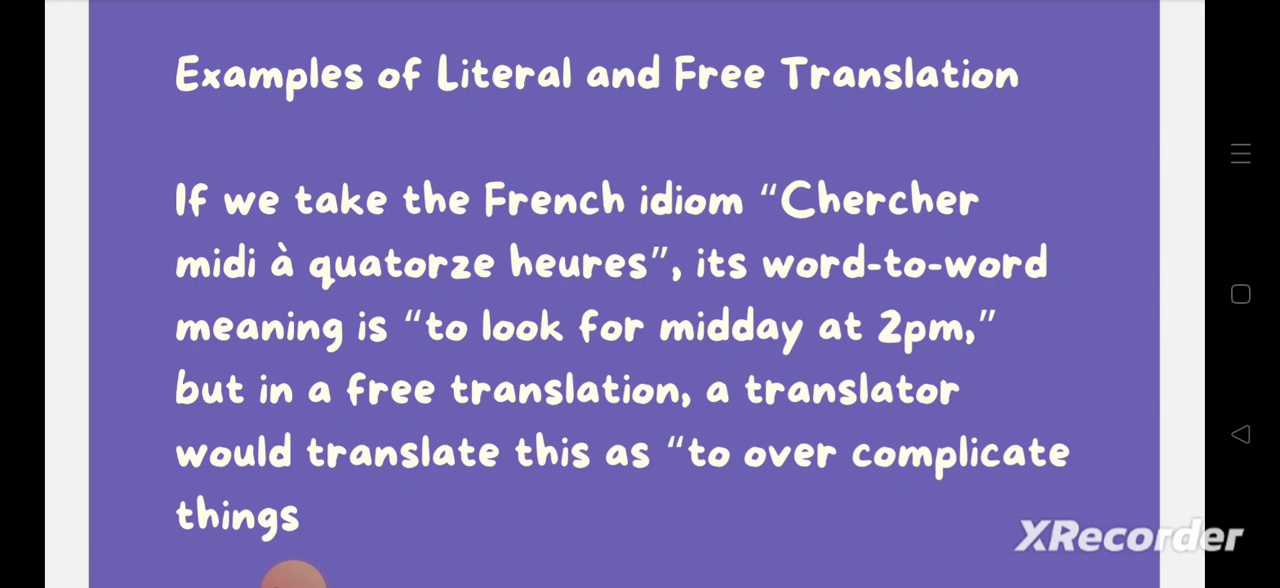 Examples of Literal and Free Translation
If we take the French idiom “Chercher
midi à quatorze heures”, its word-to-word
meaning is “to look for midday at 2pm,”
but in a free translation, a translator
would translate this as “to over complicate
things
XRecorder